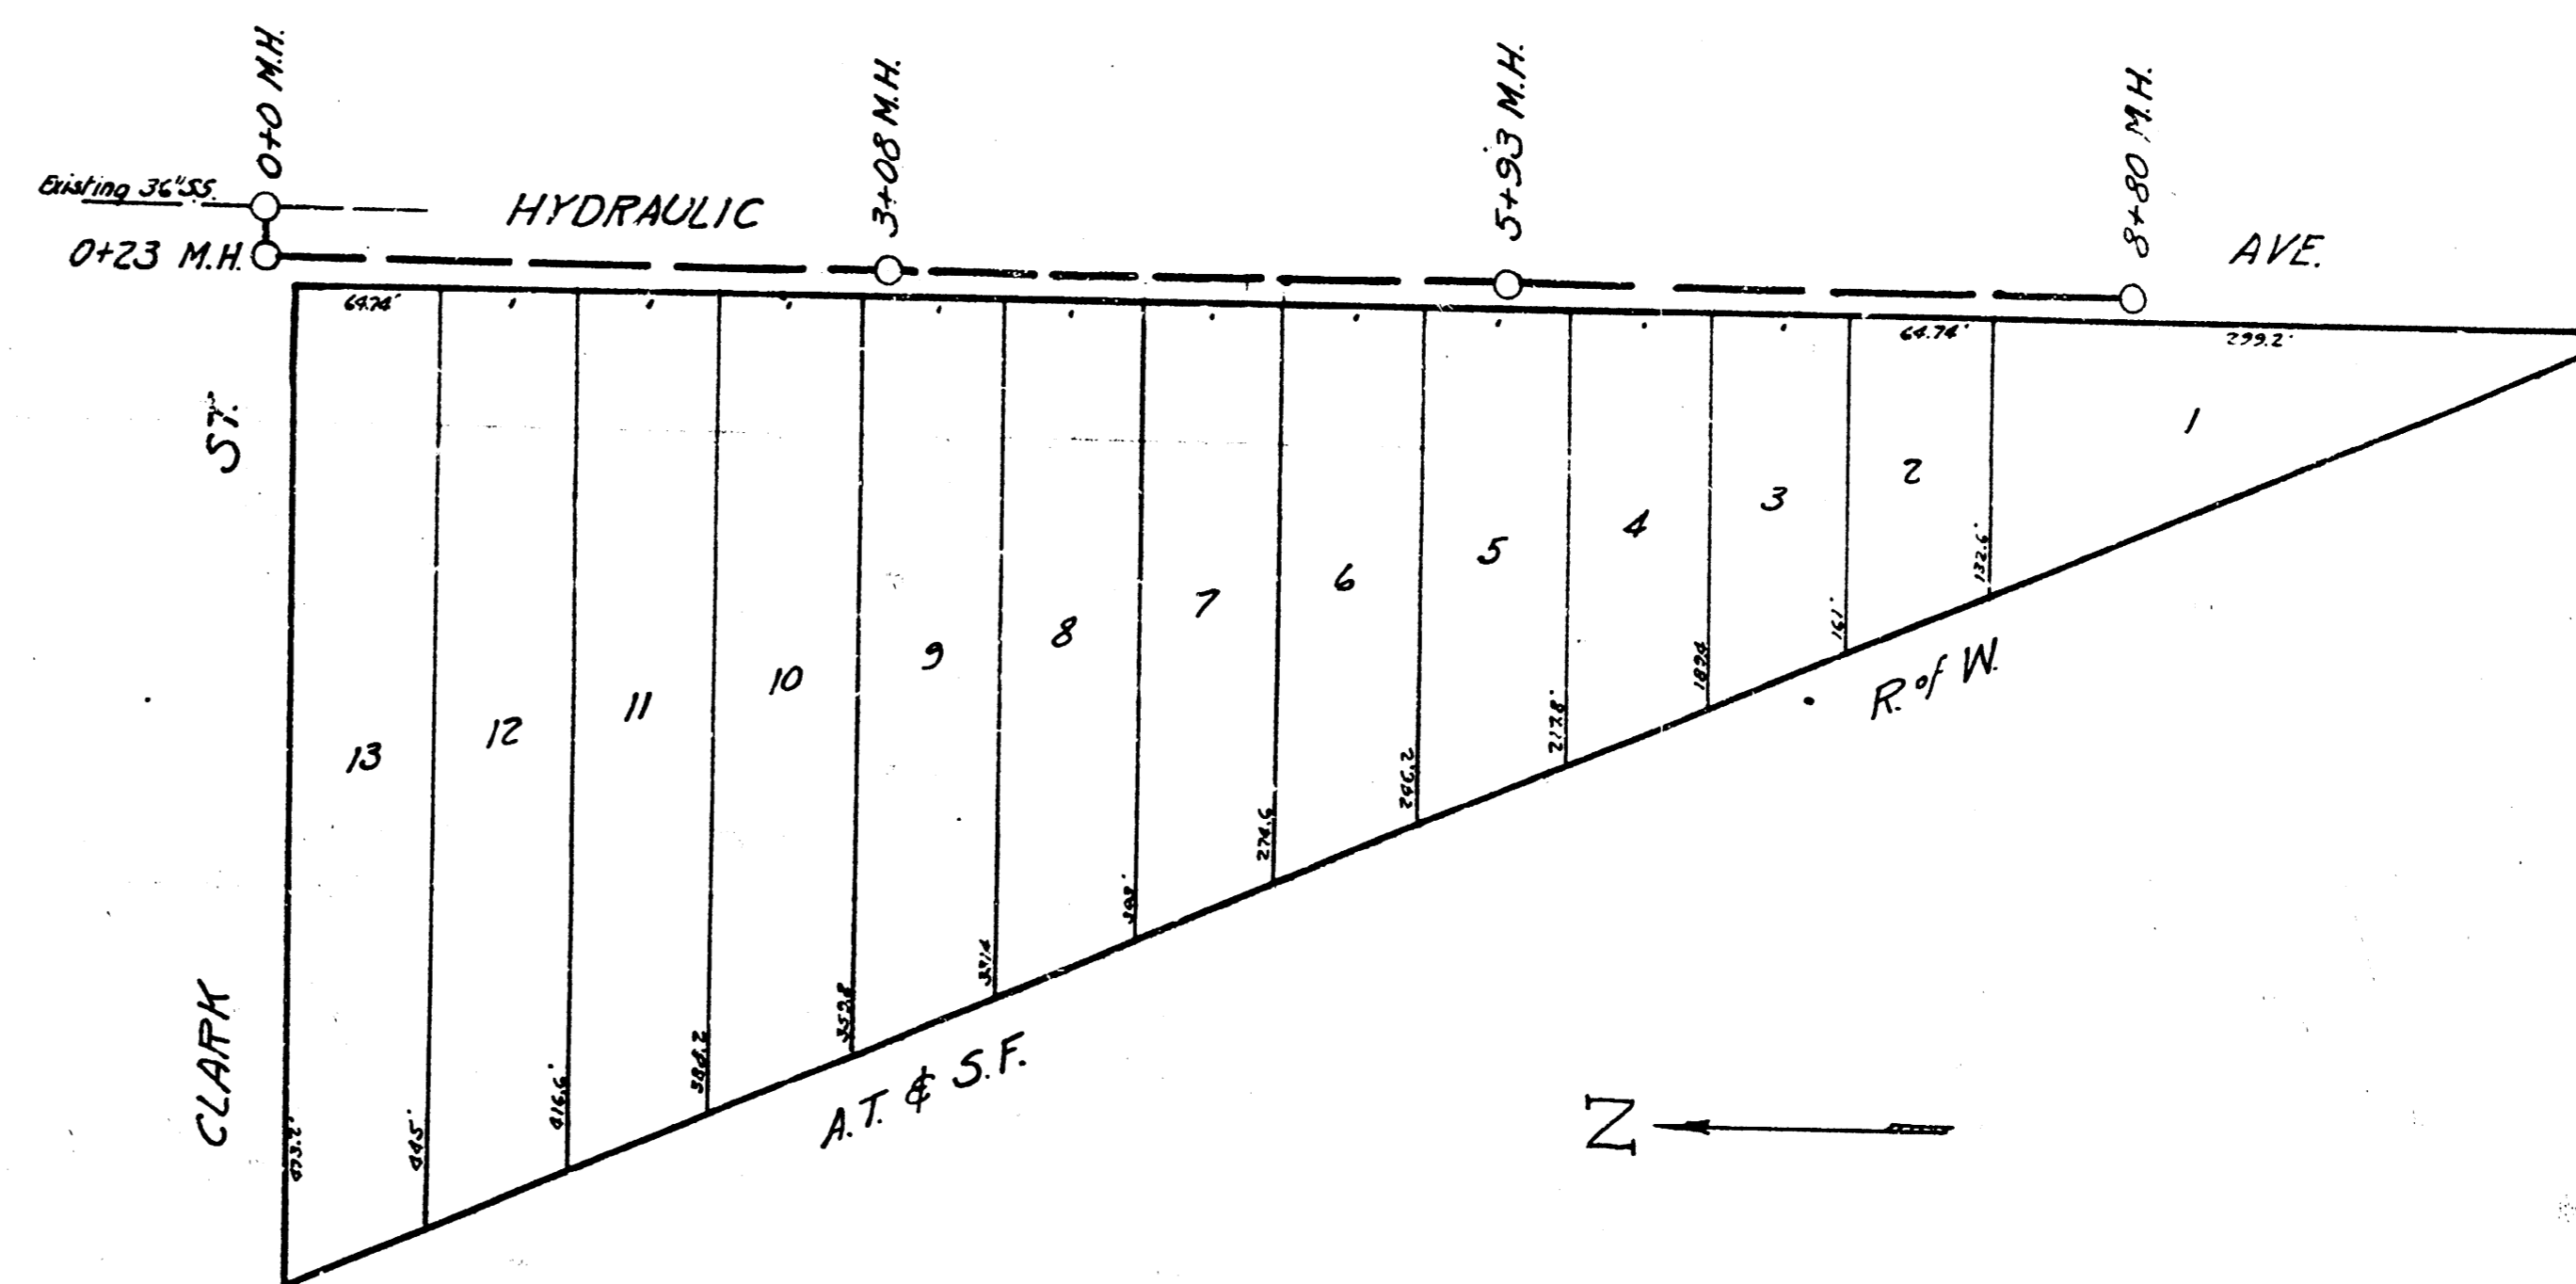 0+0 M.H.
3+08 M.H.
5+93 M.H.
8+80 M.H.
Existing 36" S.S.
HYDRAULIC
AVE.
0+23 M.H.
64.74'
64.74'
299.2'
ST.
CLARK
1
2
3
4
5
6
7
8
9
10
11
12
13
132.6'
161'
189.4
217.8'
246.2
274.6
341.4
359.8
388.2
416.6'
445'
473.2'
R. of W.
A.T. & S.F.
Z